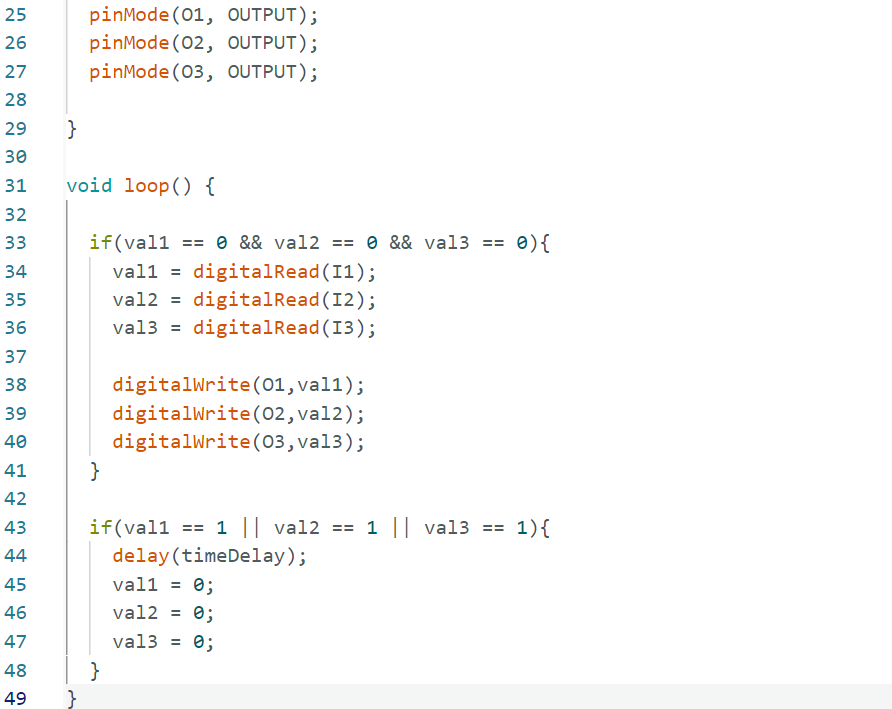 25 pinMode(O1, OUTPUT);
26 pinMode(O2, OUTPUT);
27 pinMode(O3, OUTPUT);
28
29 }
30
31 void loop() {
32
33 if(val1 == 0 && val2 == 0 && val3 == 0){
34 val1 = digitalRead(I1);
35 val2 = digitalRead(I2);
36 val3 = digitalRead(I3);
37
38 digitalWrite(O1,val1);
39 digitalWrite(O2,val2);
40 digitalWrite(O3,val3);
41 }
42
43 if(val1 == 1 || val2 == 1 || val3 == 1){
44 delay(timeDelay);
45 val1 = 0;
46 val2 = 0;
47 val3 = 0;
48 }
49 }